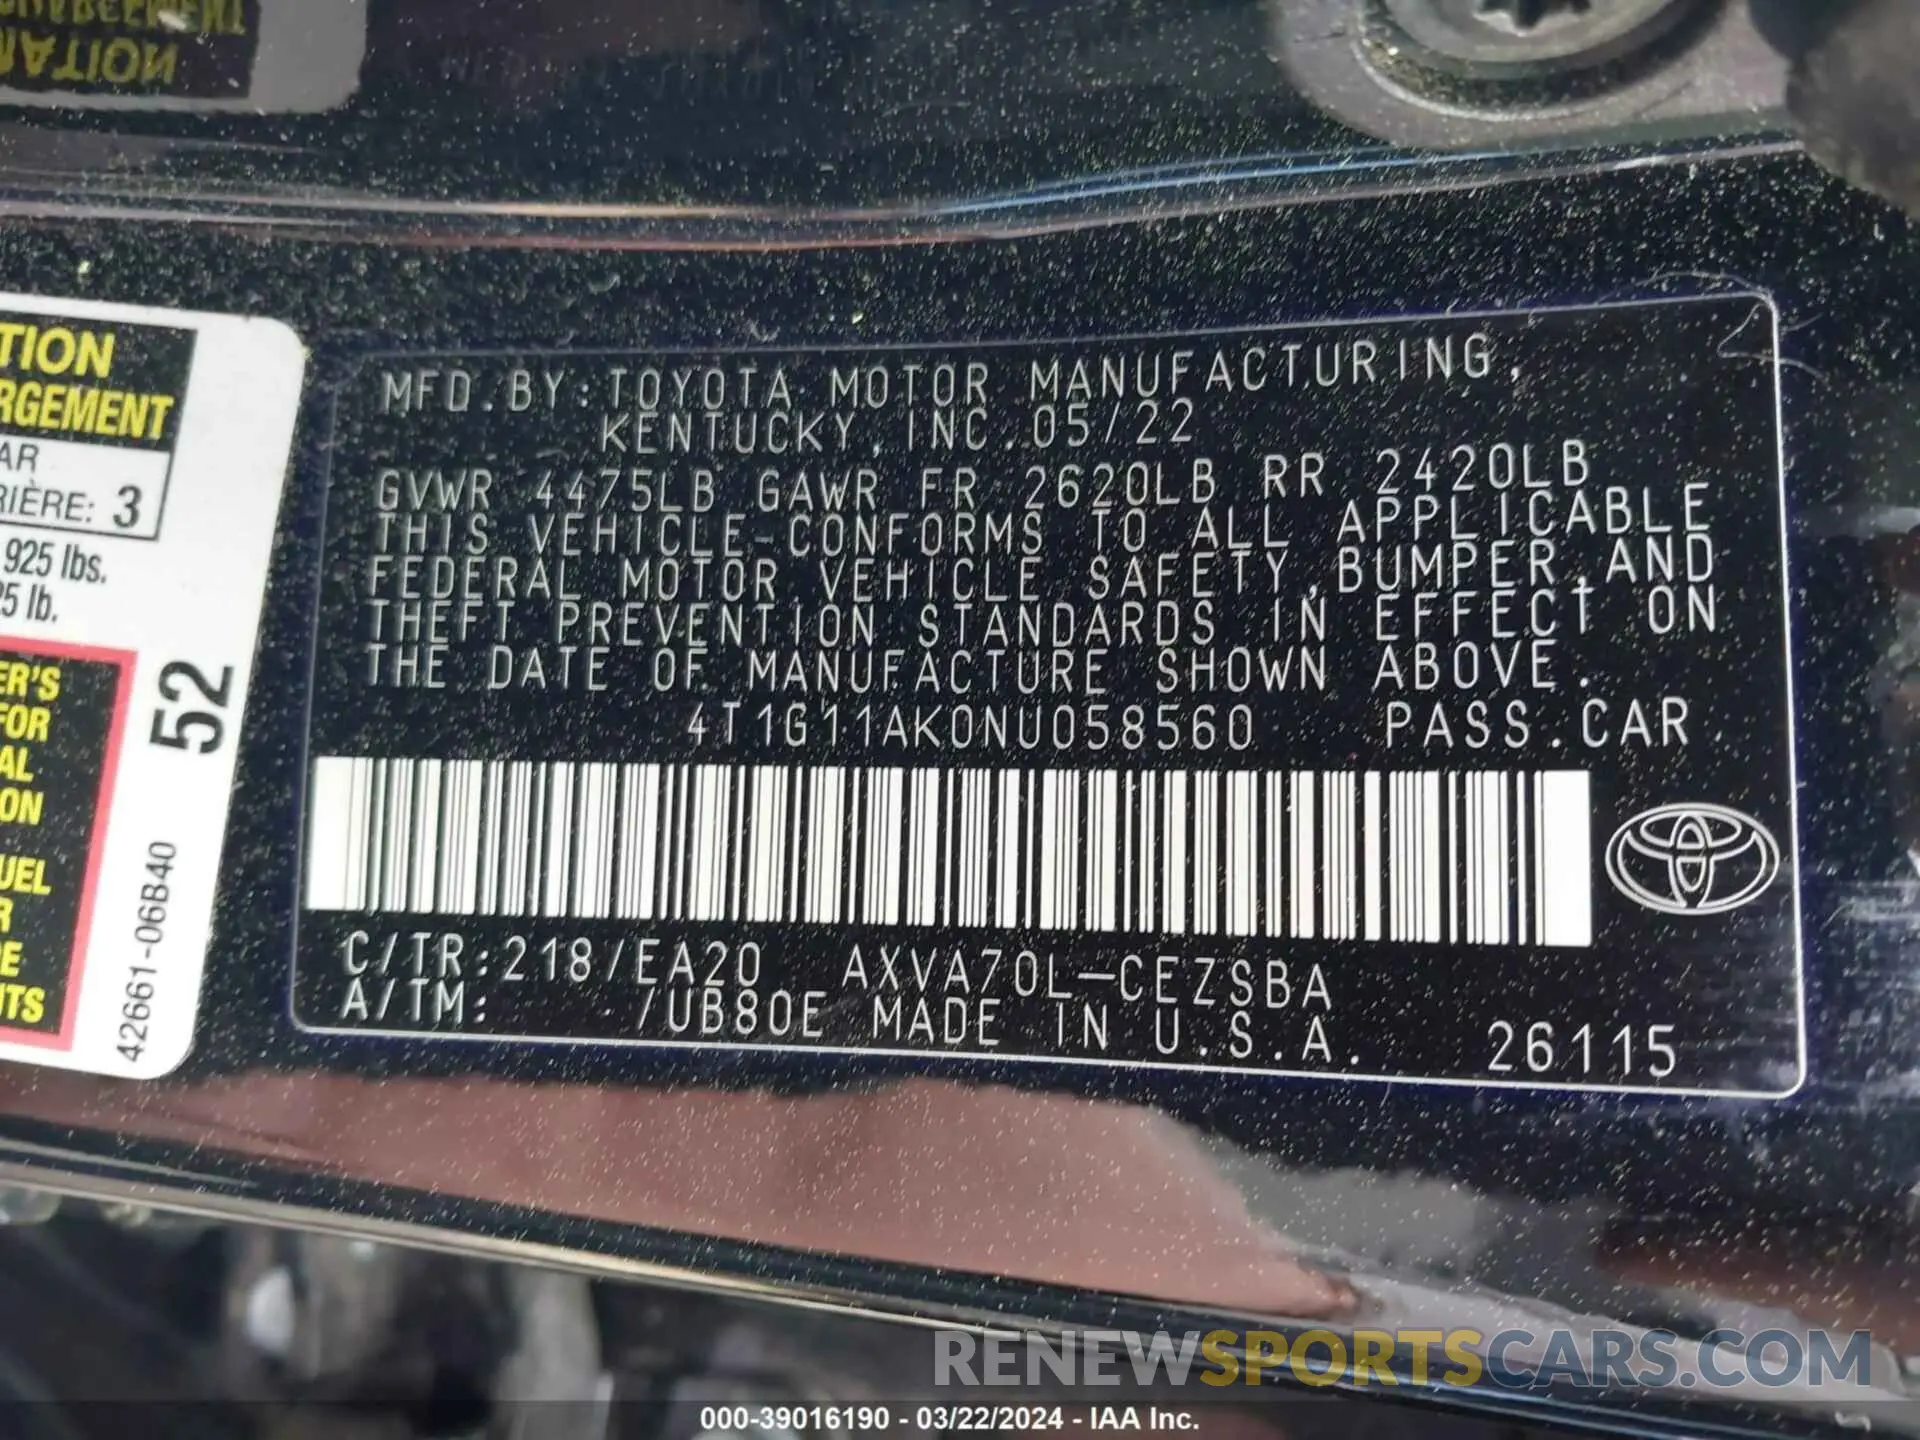 NOITA
TION
RGEMENT
AR
RIÈRE: 3
925 lbs.
25 lb.
ER'S
FOR
AL
ON
UEL
R
E
UTS
52
42661-06B40
MFD.BY:TOYOTA MOTOR MANUFACTURING,
KENTUCKY,INC.05/22
GVWR 4475LB GAWR FR 2620LB RR 2420LB
THIS VEHICLE CONFORMS TO ALL APPLICABLE
FEDERAL MOTOR VEHICLE SAFETY,BUMPER,AND
THEFT PREVENTION STANDARDS IN EFFECT ON
THE DATE OF MANUFACTURE SHOWN ABOVE.
4T1G11AK0NU058560 PASS.CAR
C/TR:218/EA20 AXVA70L-CEZSBA
A/TM: /UB80E MADE IN U.S.A. 26115
RENEWSPORTSCARS.COM
000-39016190 - 03/22/2024 - IAA Inc.